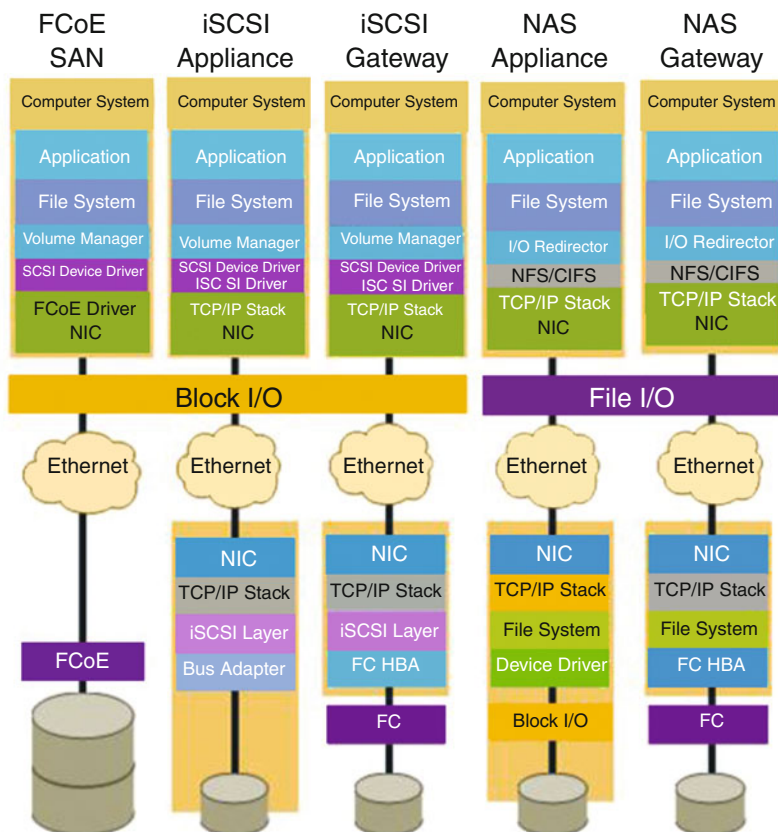 FCoE
SAN
iSCSI
Appliance
iSCSI
Gateway
NAS
Appliance
NAS
Gateway
Computer System
Computer System
Computer System
Computer System
Computer System
Application
Application
Application
Application
Application
File System
File System
File System
File System
File System
Volume Manager
Volume Manager
Volume Manager
I/O Redirector
I/O Redirector
SCSI Device Driver
SCSI Device Driver
ISC SI Driver
SCSI Device Driver
ISC SI Driver
NFS/CIFS
NFS/CIFS
FCoE Driver
NIC
TCP/IP Stack
NIC
TCP/IP Stack
NIC
TCP/IP Stack
NIC
TCP/IP Stack
NIC
Block I/O
File I/O
Ethernet
Ethernet
Ethernet
Ethernet
Ethernet
NIC
NIC
NIC
NIC
TCP/IP Stack
TCP/IP Stack
TCP/IP Stack
TCP/IP Stack
iSCSI Layer
iSCSI Layer
File System
File System
FCoE
Bus Adapter
FC HBA
Device Driver
FC HBA
FC
Block I/O
FC